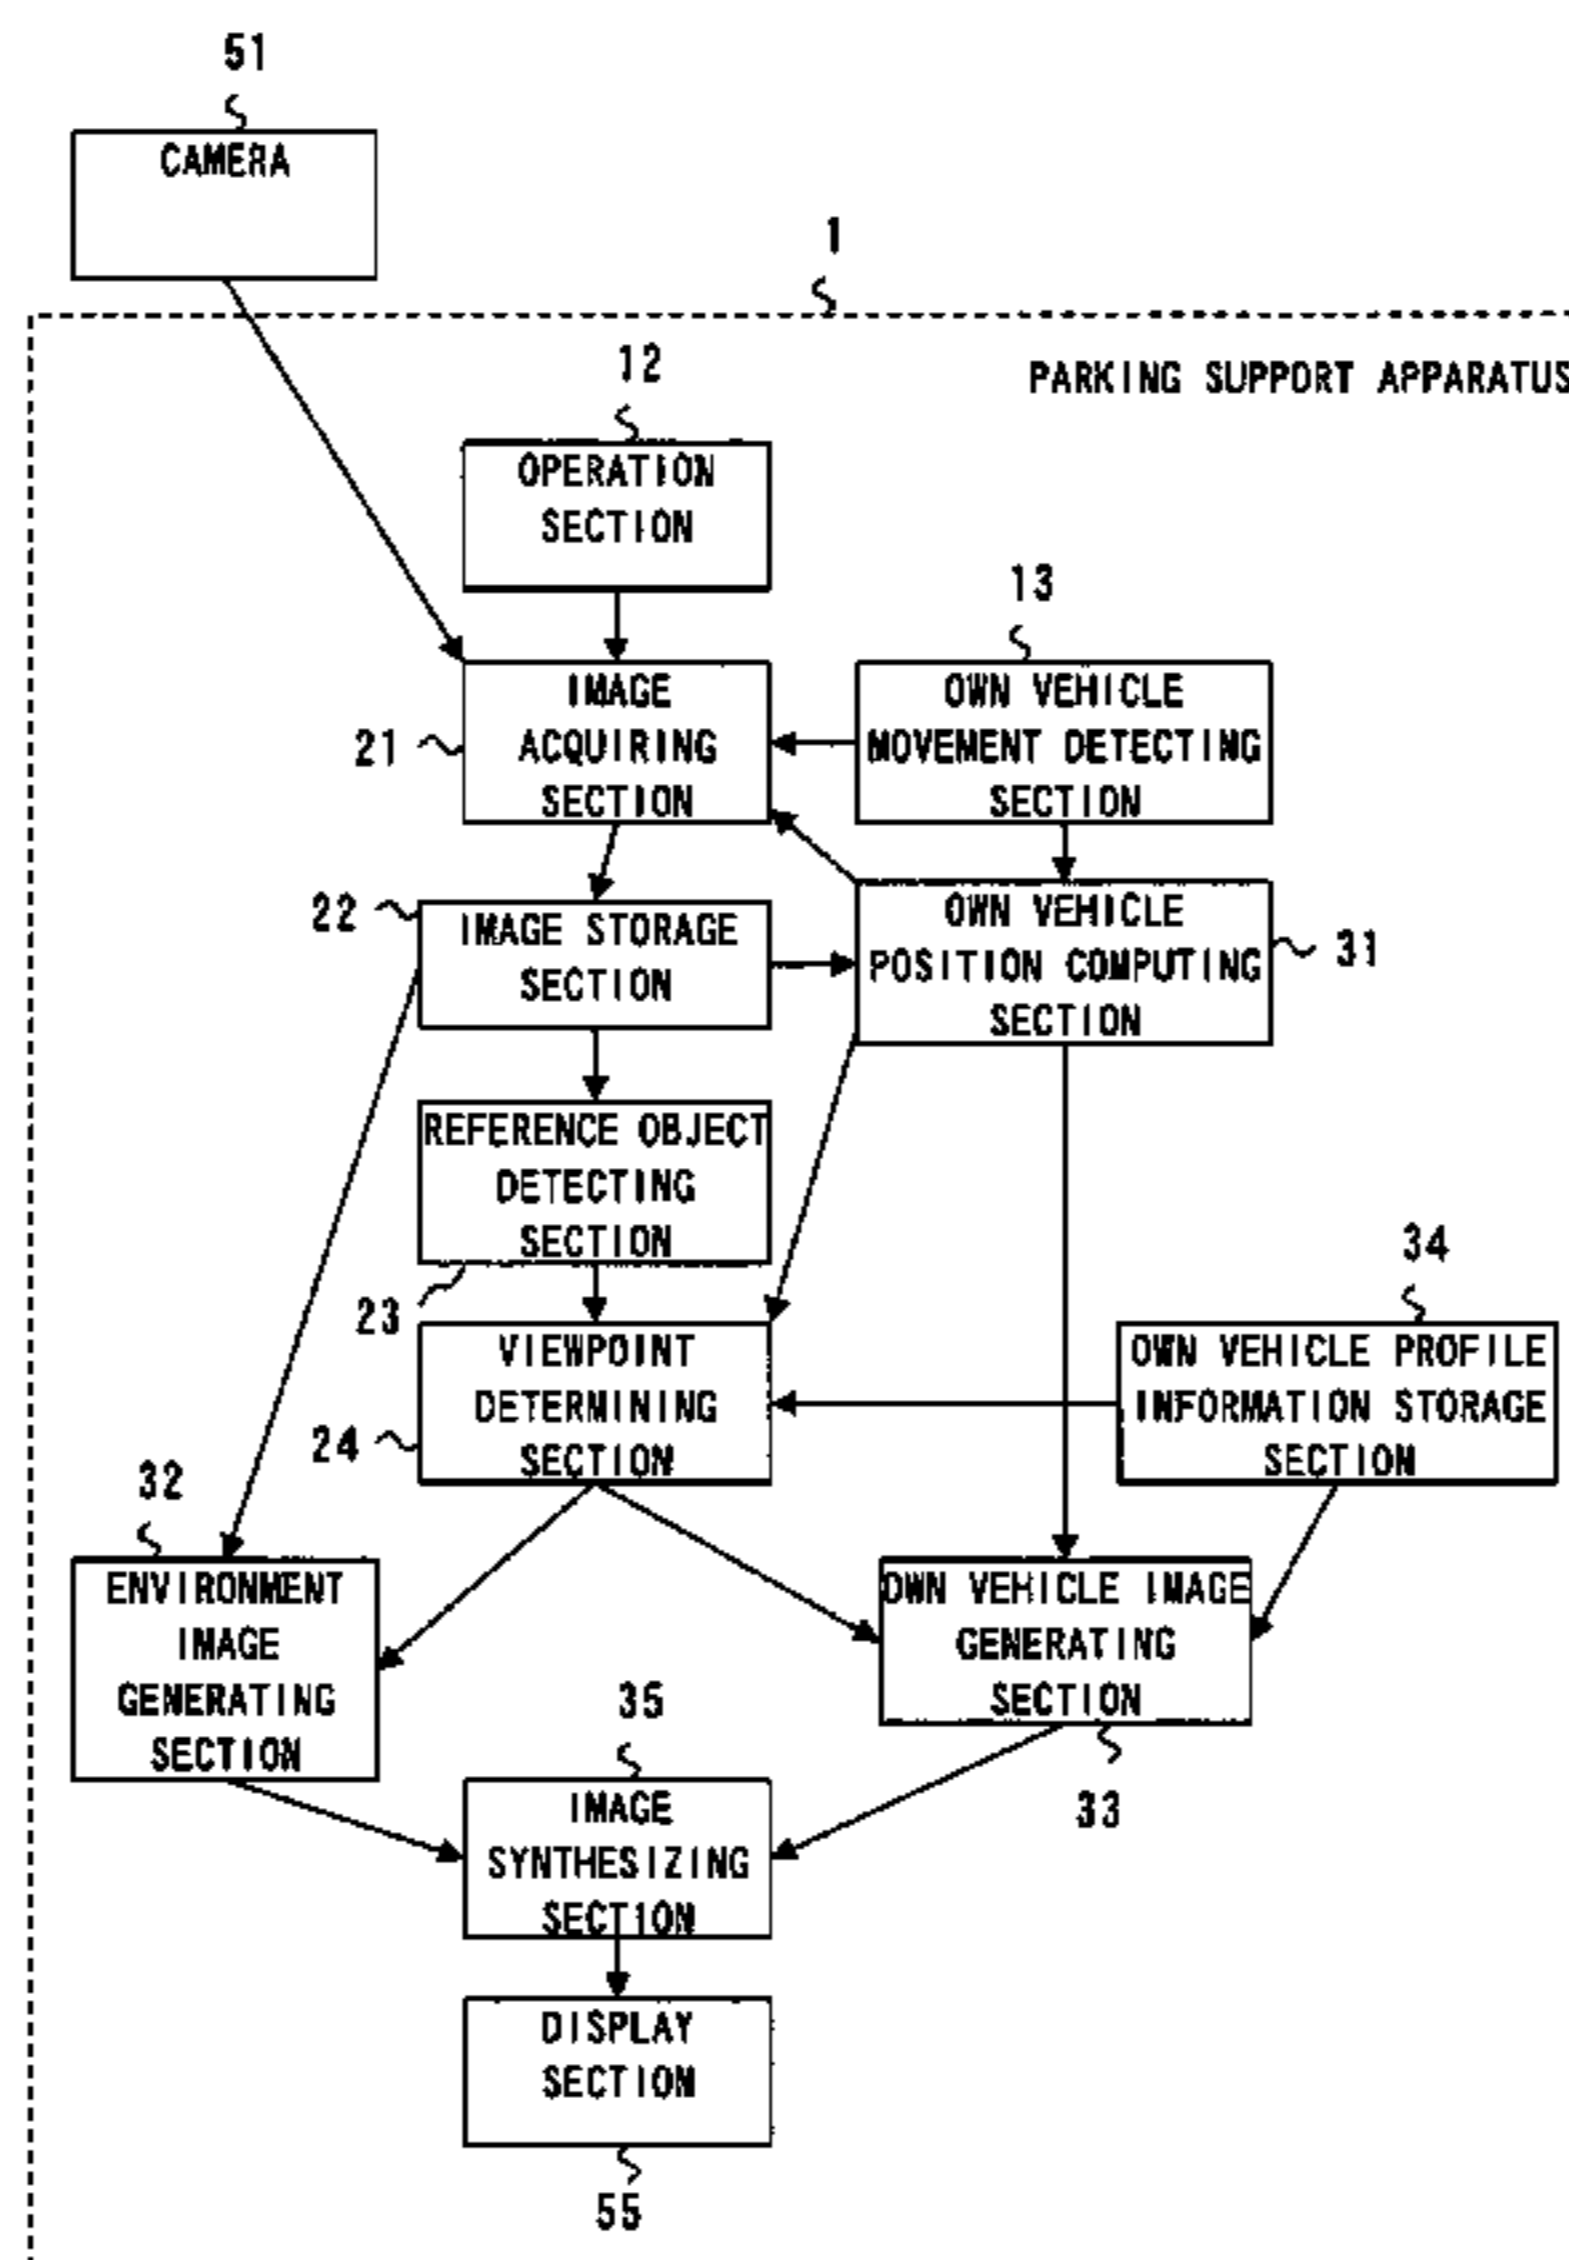 51
CAMERA
1
PARKING SUPPORT APPARATUS
12
OPERATION
SECTION
13
IMAGE
ACQUIRING
SECTION
21
OWN VEHICLE
MOVEMENT DETECTING
SECTION
22
IMAGE STORAGE
SECTION
OWN VEHICLE
POSITION COMPUTING
SECTION
31
REFERENCE OBJECT
DETECTING
SECTION
23
34
VIEWPOINT
DETERMINING
SECTION
24
OWN VEHICLE PROFILE
INFORMATION STORAGE
SECTION
32
ENVIRONMENT
IMAGE
GENERATING
SECTION
OWN VEHICLE IMAGE
GENERATING
SECTION
33
35
IMAGE
SYNTHESIZING
SECTION
DISPLAY
SECTION
55